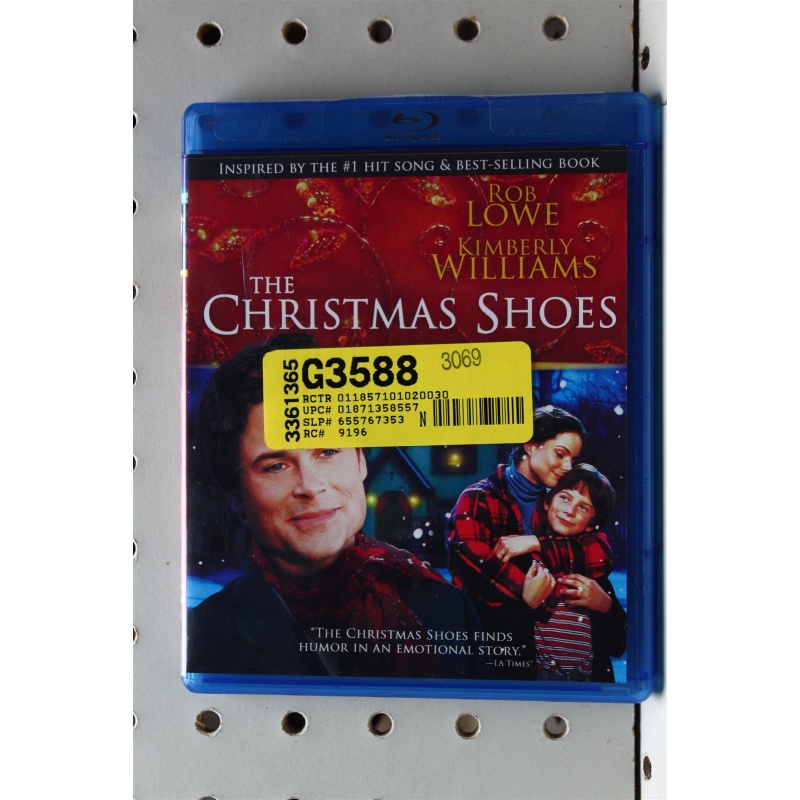 INSPIRED BY THE #1 HIT SONG & BEST-SELLING BOOK
ROB
LOWE
KIMBERLY
WILLIAMS
THE
CHRISTMAS SHOES
3361365
G3588
3069
RCTR 011857101020030
UPC# 01871358557
SLP# 655767353
N
RC# 9196
"THE CHRISTMAS SHOES FINDS
HUMOR IN AN EMOTIONAL STORY."
—LA TIMES